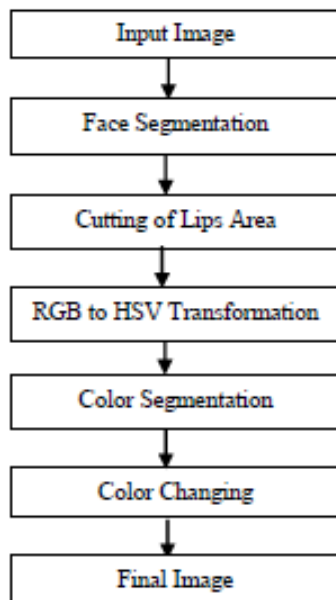 Input Image
Face Segmentation
Cutting of Lips Area
RGB to HSV Transformation
Color Segmentation
Color Changing
Final Image